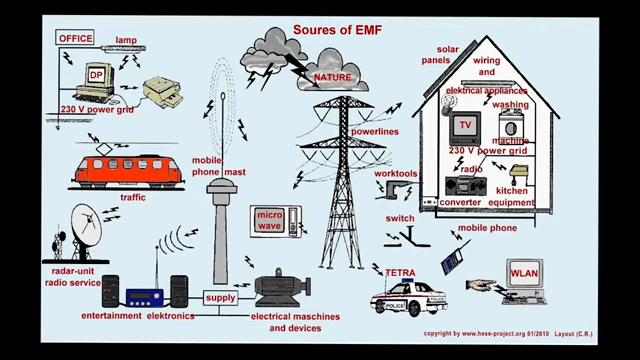 Soures of EMF
OFFICE
lamp
DP
230 V power grid
NATURE
powerlines
solar
panels
wiring
and
elektrical appliances
washing
TV
machine
230 V power grid
radio
converter
kitchen
equipment
mobile
phone mast
traffic
worktools
switch
micro
wave
mobile phone
radar-unit
radio service
TETRA
POLICE
POLICE
WLAN
supply
entertainment elektronics
electrical maschines
and devices
copyright by www.hese-project.org 01/2010 Layout (C.R.)